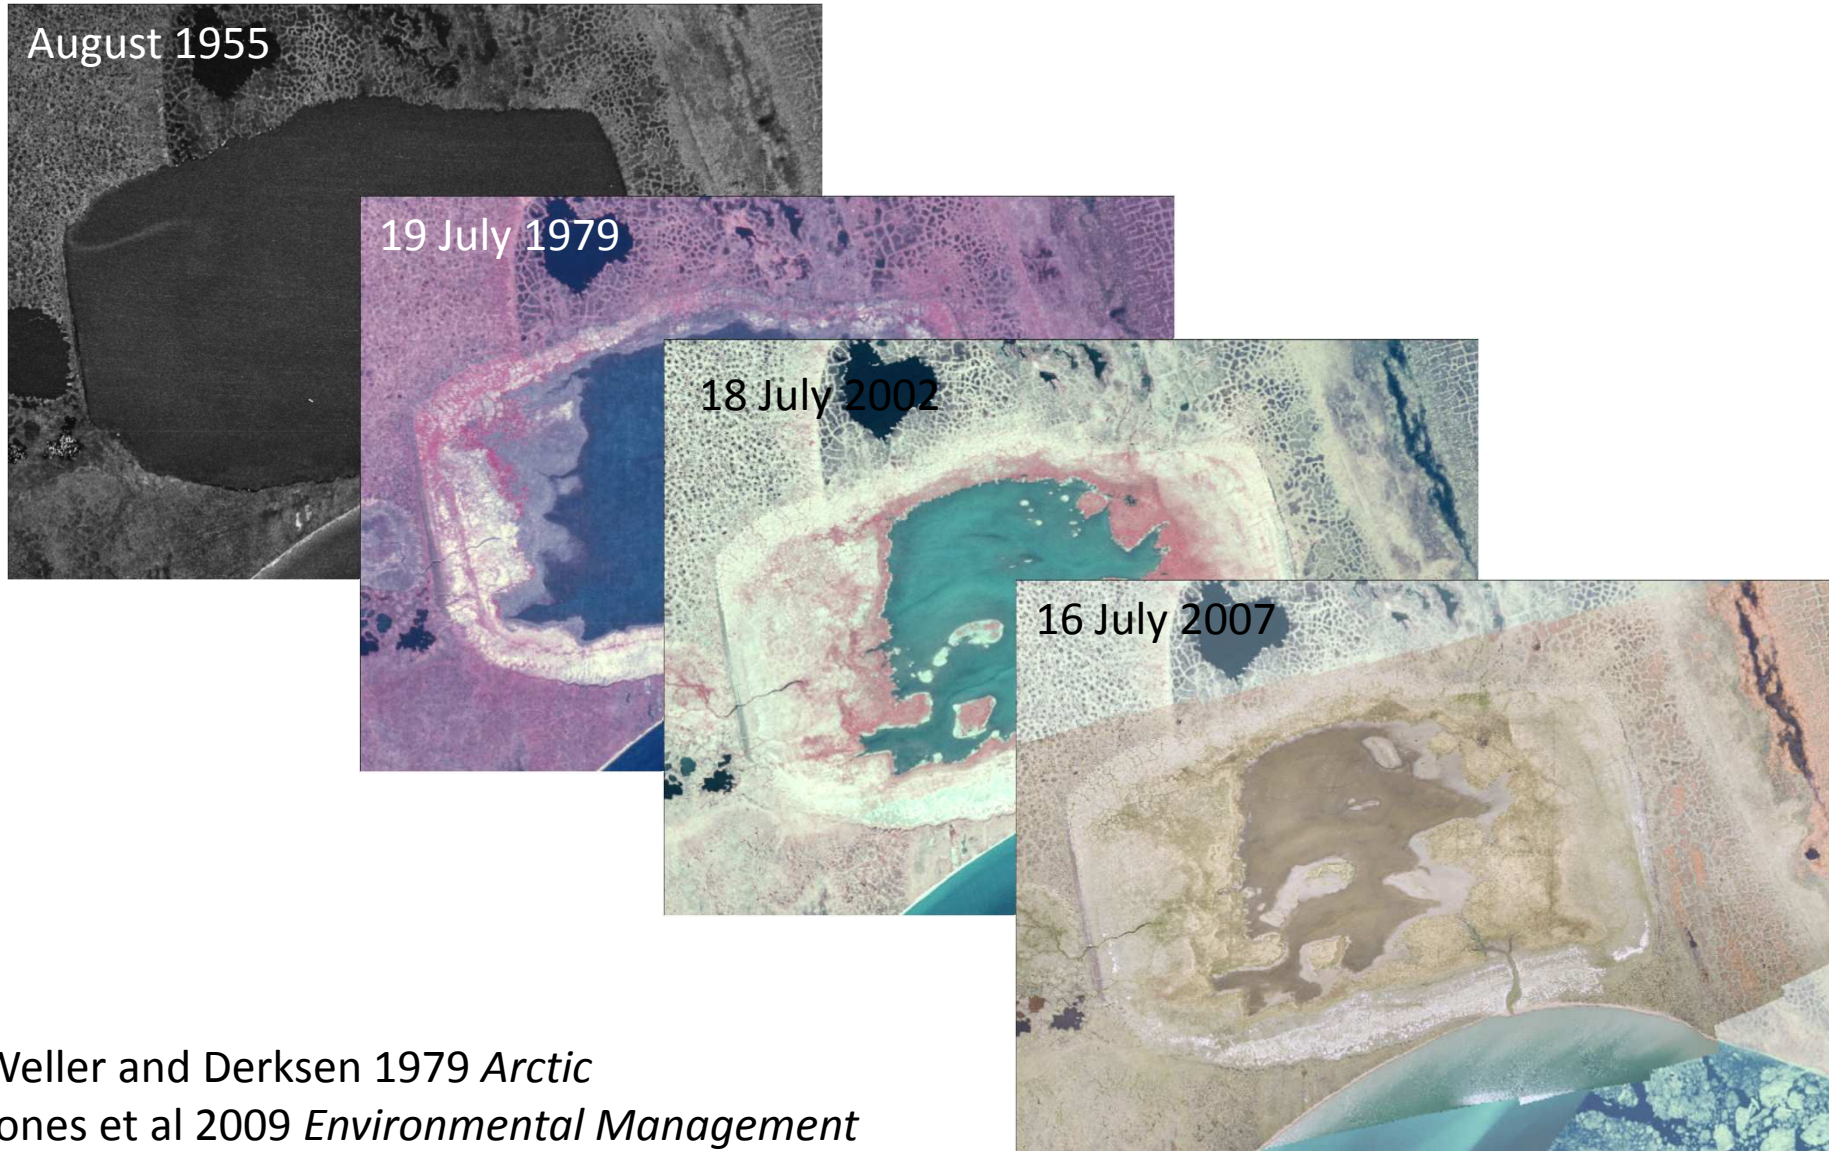 August 1955
19 July 1979
18 July 2002
16 July 2007
Weller and Derksen 1979 Arctic
ones et al 2009 Environmental Management